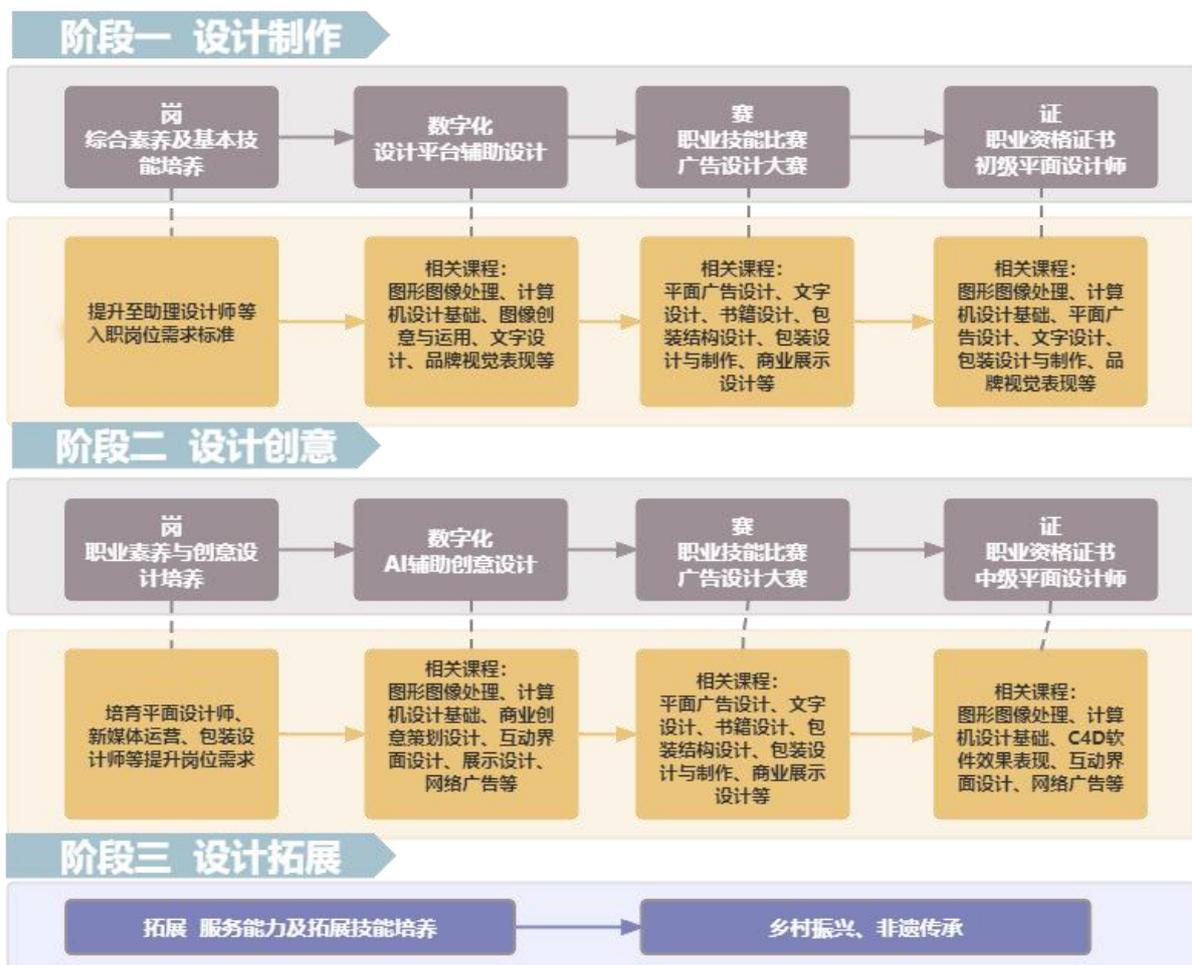 阶段一 设计制作
岗
综合素养及基本技
能培养
数字化
设计平台辅助设计
赛
职业技能比赛
广告设计大赛
证
职业资格证书
初级平面设计师
提升至助理设计师等
入职岗位需求标准
相关课程：
图形图像处理、计算
机设计基础、图像创
意与运用、文字设
计、品牌视觉表现等
相关课程：
平面广告设计、文字
设计、书籍设计、包
装结构设计、包装设
计与制作、商业展示
设计等
相关课程：
图形图像处理、计算
机设计基础、平面广
告设计、文字设计、
包装设计与制作、品
牌视觉表现等
阶段二 设计创意
岗
职业素养与创意设
计培养
数字化
AI辅助创意设计
赛
职业技能比赛
广告设计大赛
证
职业资格证书
中级平面设计师
培育平面设计师、
新媒体运营、包装设
计师等提升岗位需求
相关课程：
图形图像处理、计算
机设计基础、商业创
意策划设计、互动界
面设计、展示设计、
网络广告等
相关课程：
平面广告设计、文字
设计、书籍设计、包
装结构设计、包装设
计与制作、商业展示
设计等
相关课程：
图形图像处理、计算
机设计基础、C4D软
件效果表现、互动界
面设计、网络广告等
阶段三 设计拓展
拓展 服务能力及拓展技能培养
乡村振兴、非遗传承